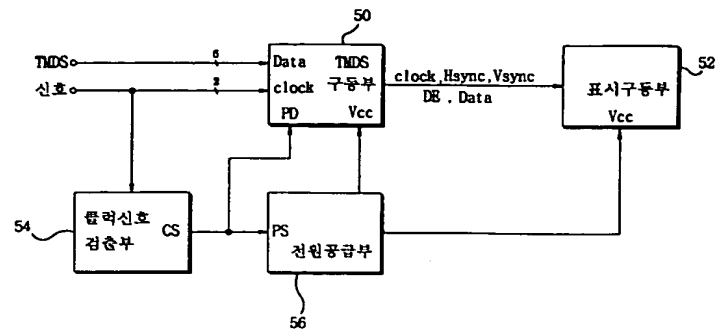 50
TMDS
6
Data TMDS
구동부
신호
2
clock
PD Vcc
clock,Hsync,Vsync
DE . Data
52
표시구동부
Vcc
54
클럭신호
검출부 CS
PS
전원공급부
56